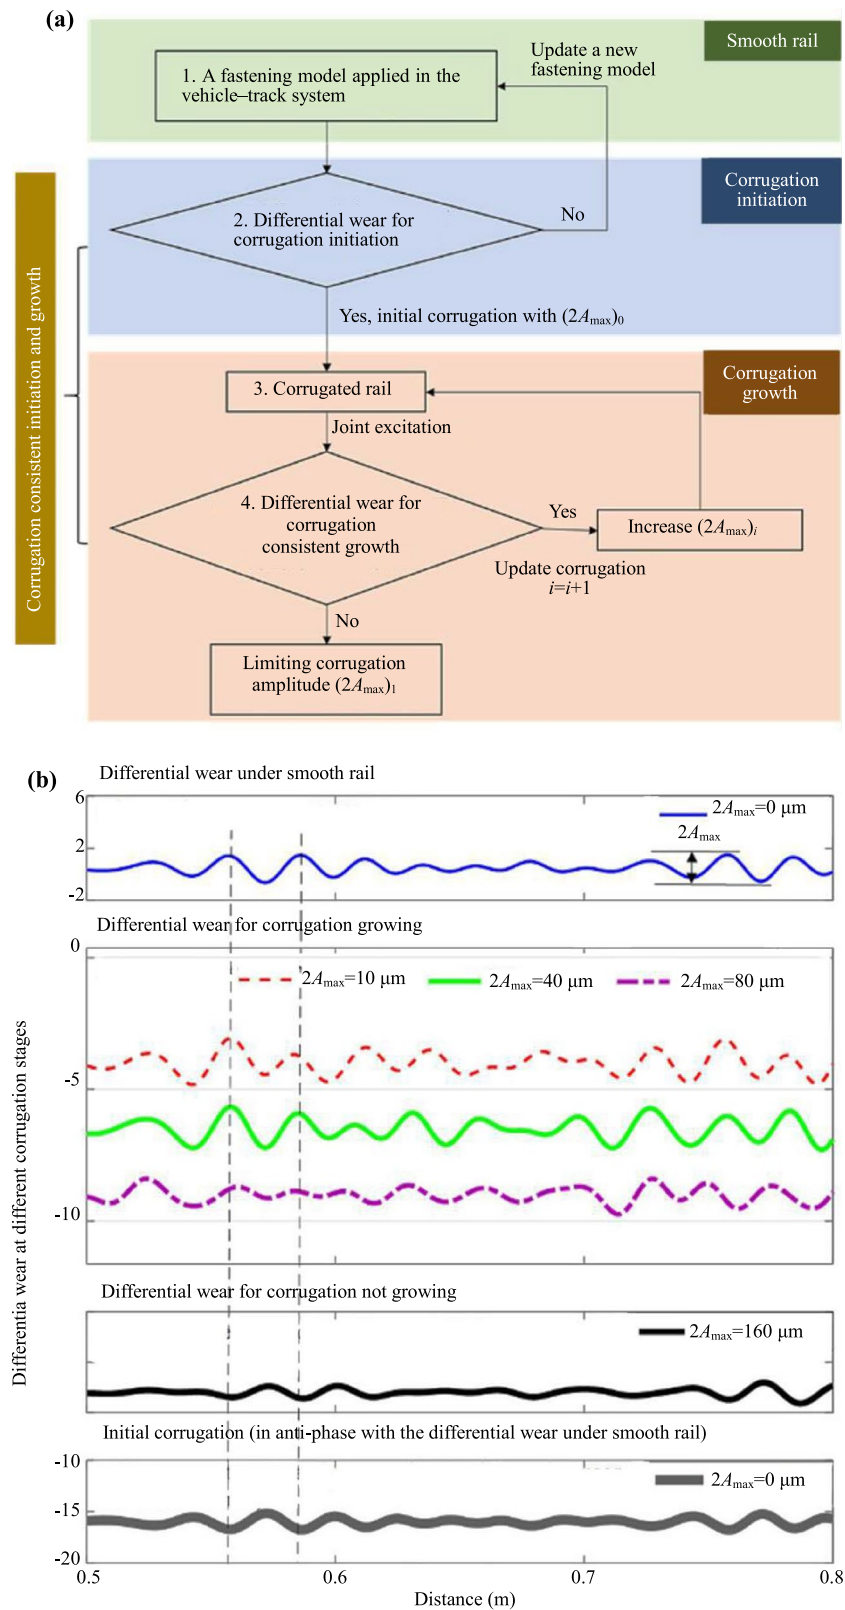 (a)
Smooth rail
Update a new
fastening model
1. A fastening model applied in the
vehicle–track system
Corrugation
initiation
2. Differential wear for
corrugation initiation
No
Yes, initial corrugation with (2Amax)0
Corrugation consistent initiation and growth
Corrugation
growth
3. Corrugated rail
Joint excitation
4. Differential wear for
corrugation
consistent growth
Yes
Increase (2Amax)i
Update corrugation
i=i+1
No
Limiting corrugation
amplitude (2Amax)1
(b)
Differential wear under smooth rail
6
2
-2
2Amax=0 μm
2Amax
Differential wear for corrugation growing
0
-5
-10
2Amax=10 μm
2Amax=40 μm
2Amax=80 μm
Differentia wear at different corrugation stages
Differential wear for corrugation not growing
2Amax=160 μm
Initial corrugation (in anti-phase with the differential wear under smooth rail)
-10
-15
-20
2Amax=0 μm
0.5
0.6
0.7
0.8
Distance (m)